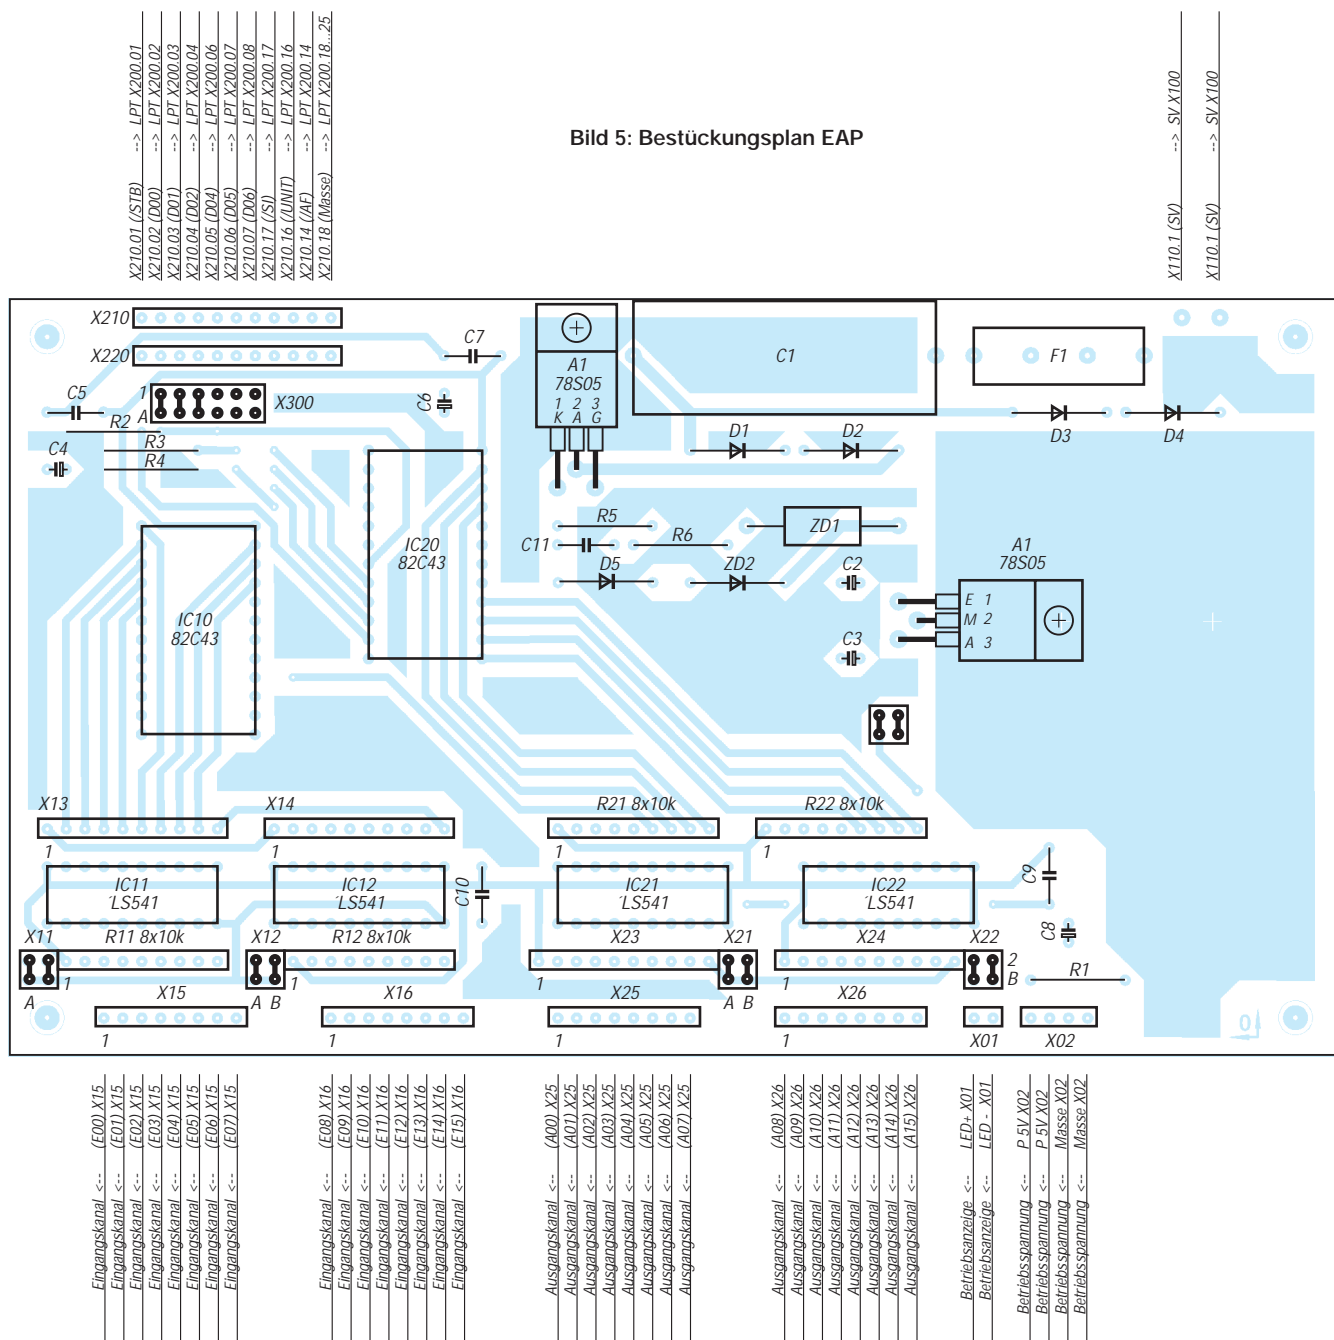 X210.01 (/STB) --> LPT X200.01
X210.02 (D00) --> LPT X200.02
X210.03 (D01) --> LPT X200.03
X210.04 (D02) --> LPT X200.04
X210.05 (D04) --> LPT X200.06
X210.06 (D05) --> LPT X200.07
X210.07 (D06) --> LPT X200.08
X210.17 (/SI) --> LPT X200.17
X210.16 (/UNIT) --> LPT X200.16
X210.14 (/AF) --> LPT X200.14
X210.18 (Masse) --> LPT X200.18...25
Bild 5: Bestückungsplan EAP
X110.1 (SV) --> SV X100
X110.1 (SV) --> SV X100
X210
X220
C7
A1
78S05
1 2 3
K A G
C1
F1
C5
1
A
X300
C6
R2
R3
R4
C4
D1
D2
D3
D4
IC20
82C43
R5
C11
R6
ZD1
D5
ZD2
C2
A1
78S05
E 1
M 2
A 3
C3
IC10
82C43
X13
X14
R21 8x10k
R22 8x10k
1
1
1
1
IC11
´LS541
IC12
´LS541
C10
IC21
´LS541
IC22
´LS541
C9
C8
X11
R11 8x10k
X12
R12 8x10k
X23
X21
X24
X22
2
B
R1
A
1
A B
1
1
A B
1
X15
X16
X25
X26
X01
X02
1
1
1
1
0
Eingangskanal <-- (E00) X15
Eingangskanal <-- (E01) X15
Eingangskanal <-- (E02) X15
Eingangskanal <-- (E03) X15
Eingangskanal <-- (E04) X15
Eingangskanal <-- (E05) X15
Eingangskanal <-- (E06) X15
Eingangskanal <-- (E07) X15
Eingangskanal <-- (E08) X16
Eingangskanal <-- (E09) X16
Eingangskanal <-- (E10) X16
Eingangskanal <-- (E11) X16
Eingangskanal <-- (E12) X16
Eingangskanal <-- (E13) X16
Eingangskanal <-- (E14) X16
Eingangskanal <-- (E15) X16
Ausgangskanal <-- (A00) X25
Ausgangskanal <-- (A01) X25
Ausgangskanal <-- (A02) X25
Ausgangskanal <-- (A03) X25
Ausgangskanal <-- (A04) X25
Ausgangskanal <-- (A05) X25
Ausgangskanal <-- (A06) X25
Ausgangskanal <-- (A07) X25
Ausgangskanal <-- (A08) X26
Ausgangskanal <-- (A09) X26
Ausgangskanal <-- (A10) X26
Ausgangskanal <-- (A11) X26
Ausgangskanal <-- (A12) X26
Ausgangskanal <-- (A13) X26
Ausgangskanal <-- (A14) X26
Ausgangskanal <-- (A15) X26
Betriebsanzeige <-- LED+ X01
Betriebsanzeige <-- LED - X01
Betriebsspannung <-- P 5V X02
Betriebsspannung <-- P 5V X02
Betriebsspannung <-- Masse X02
Betriebsspannung <-- Masse X02